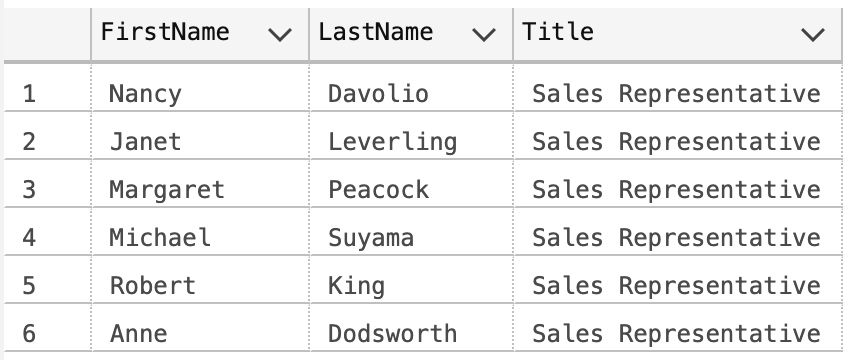 FirstName LastName Title
1 Nancy Davolio Sales Representative
2 Janet Leverling Sales Representative
3 Margaret Peacock Sales Representative
4 Michael Suyama Sales Representative
5 Robert King Sales Representative
6 Anne Dodsworth Sales Representative